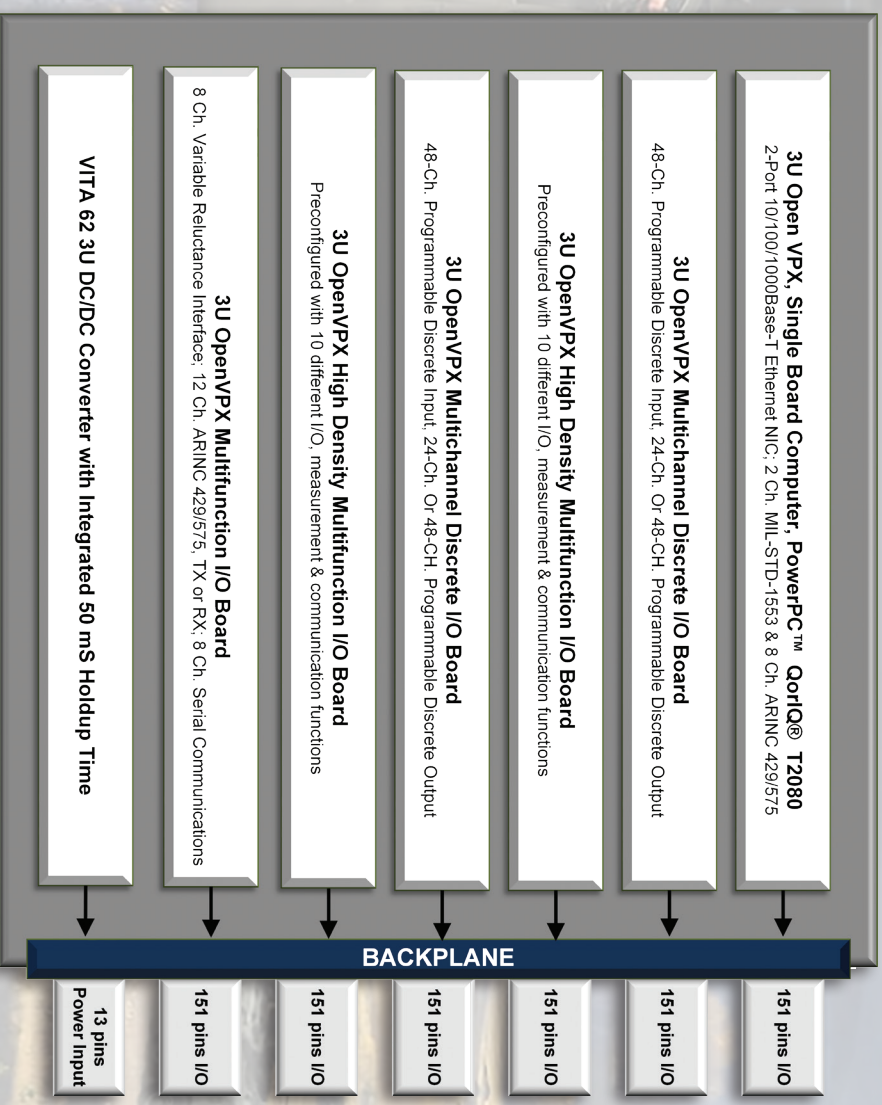 VITA 62 3U DC/DC Converter with Integrated 50 mS Holdup Time
3U OpenVPX Multifunction I/O Board
8 Ch. Variable Reluctance Interface; 12 Ch. ARINC 429/575, TX or RX; 8 Ch. Serial Communications
3U OpenVPX High Density Multifunction I/O Board
Preconfigured with 10 different I/O, measurement & communication functions
3U OpenVPX Multichannel Discrete I/O Board
48-Ch. Programmable Discrete Input, 24-Ch. Or 48-CH. Programmable Discrete Output
3U OpenVPX High Density Multifunction I/O Board
Preconfigured with 10 different I/O, measurement & communication functions
3U OpenVPX Multichannel Discrete I/O Board
48-Ch. Programmable Discrete Input, 24-Ch. Or 48-CH. Programmable Discrete Output
3U Open VPX, Single Board Computer, PowerPC™ QorIQ® T2080
2-Port 10/100/1000Base-T Ethernet NIC; 2 Ch. MIL-STD-1553 & 8 Ch. ARINC 429/575
BACKPLANE
13 pins
Power Input
151 pins I/O
151 pins I/O
151 pins I/O
151 pins I/O
151 pins I/O
151 pins I/O